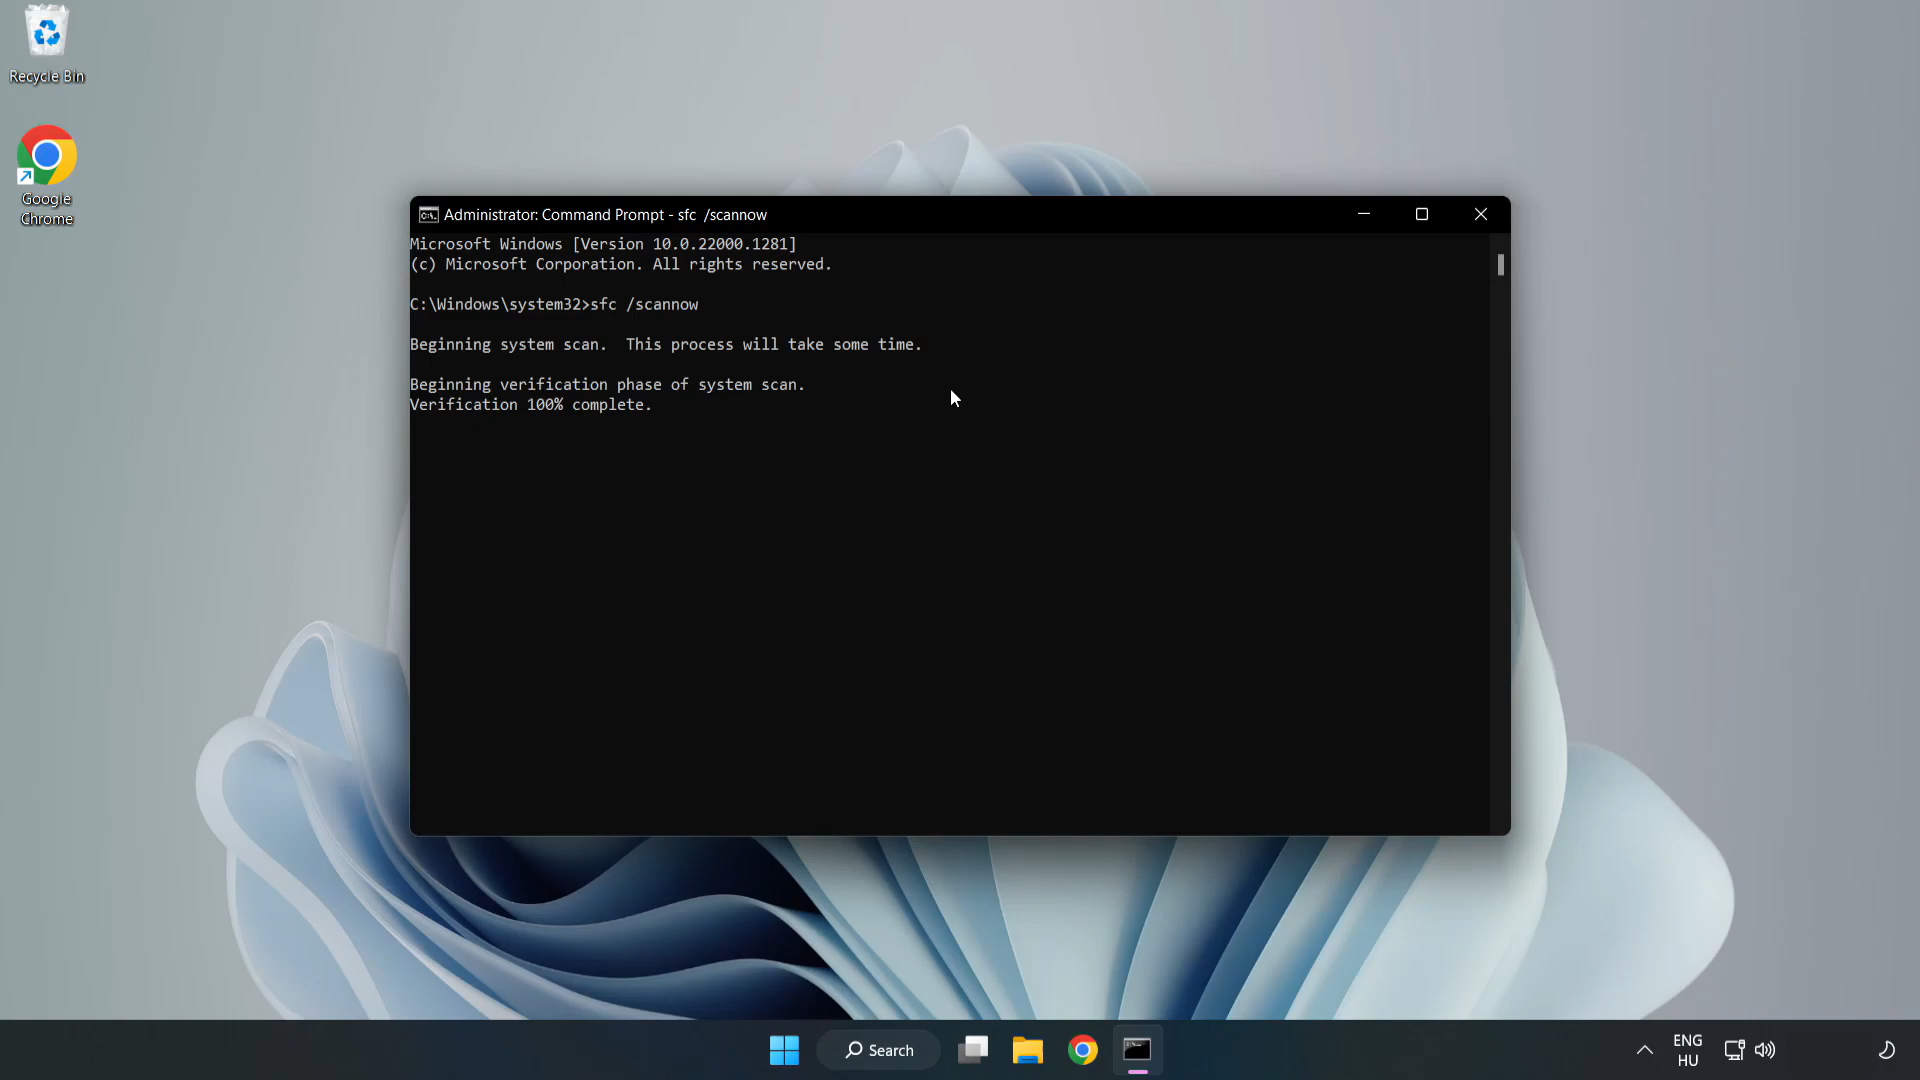 Recycle Bin
Google
Chrome
Administrator: Command Prompt - sfc  /scannow
Microsoft Windows [Version 10.0.22000.1281]
(c) Microsoft Corporation. All rights reserved.
C:\Windows\system32>sfc /scannow
Beginning system scan.  This process will take some time.
Beginning verification phase of system scan.
Verification 100% complete.
Search
ENG
HU